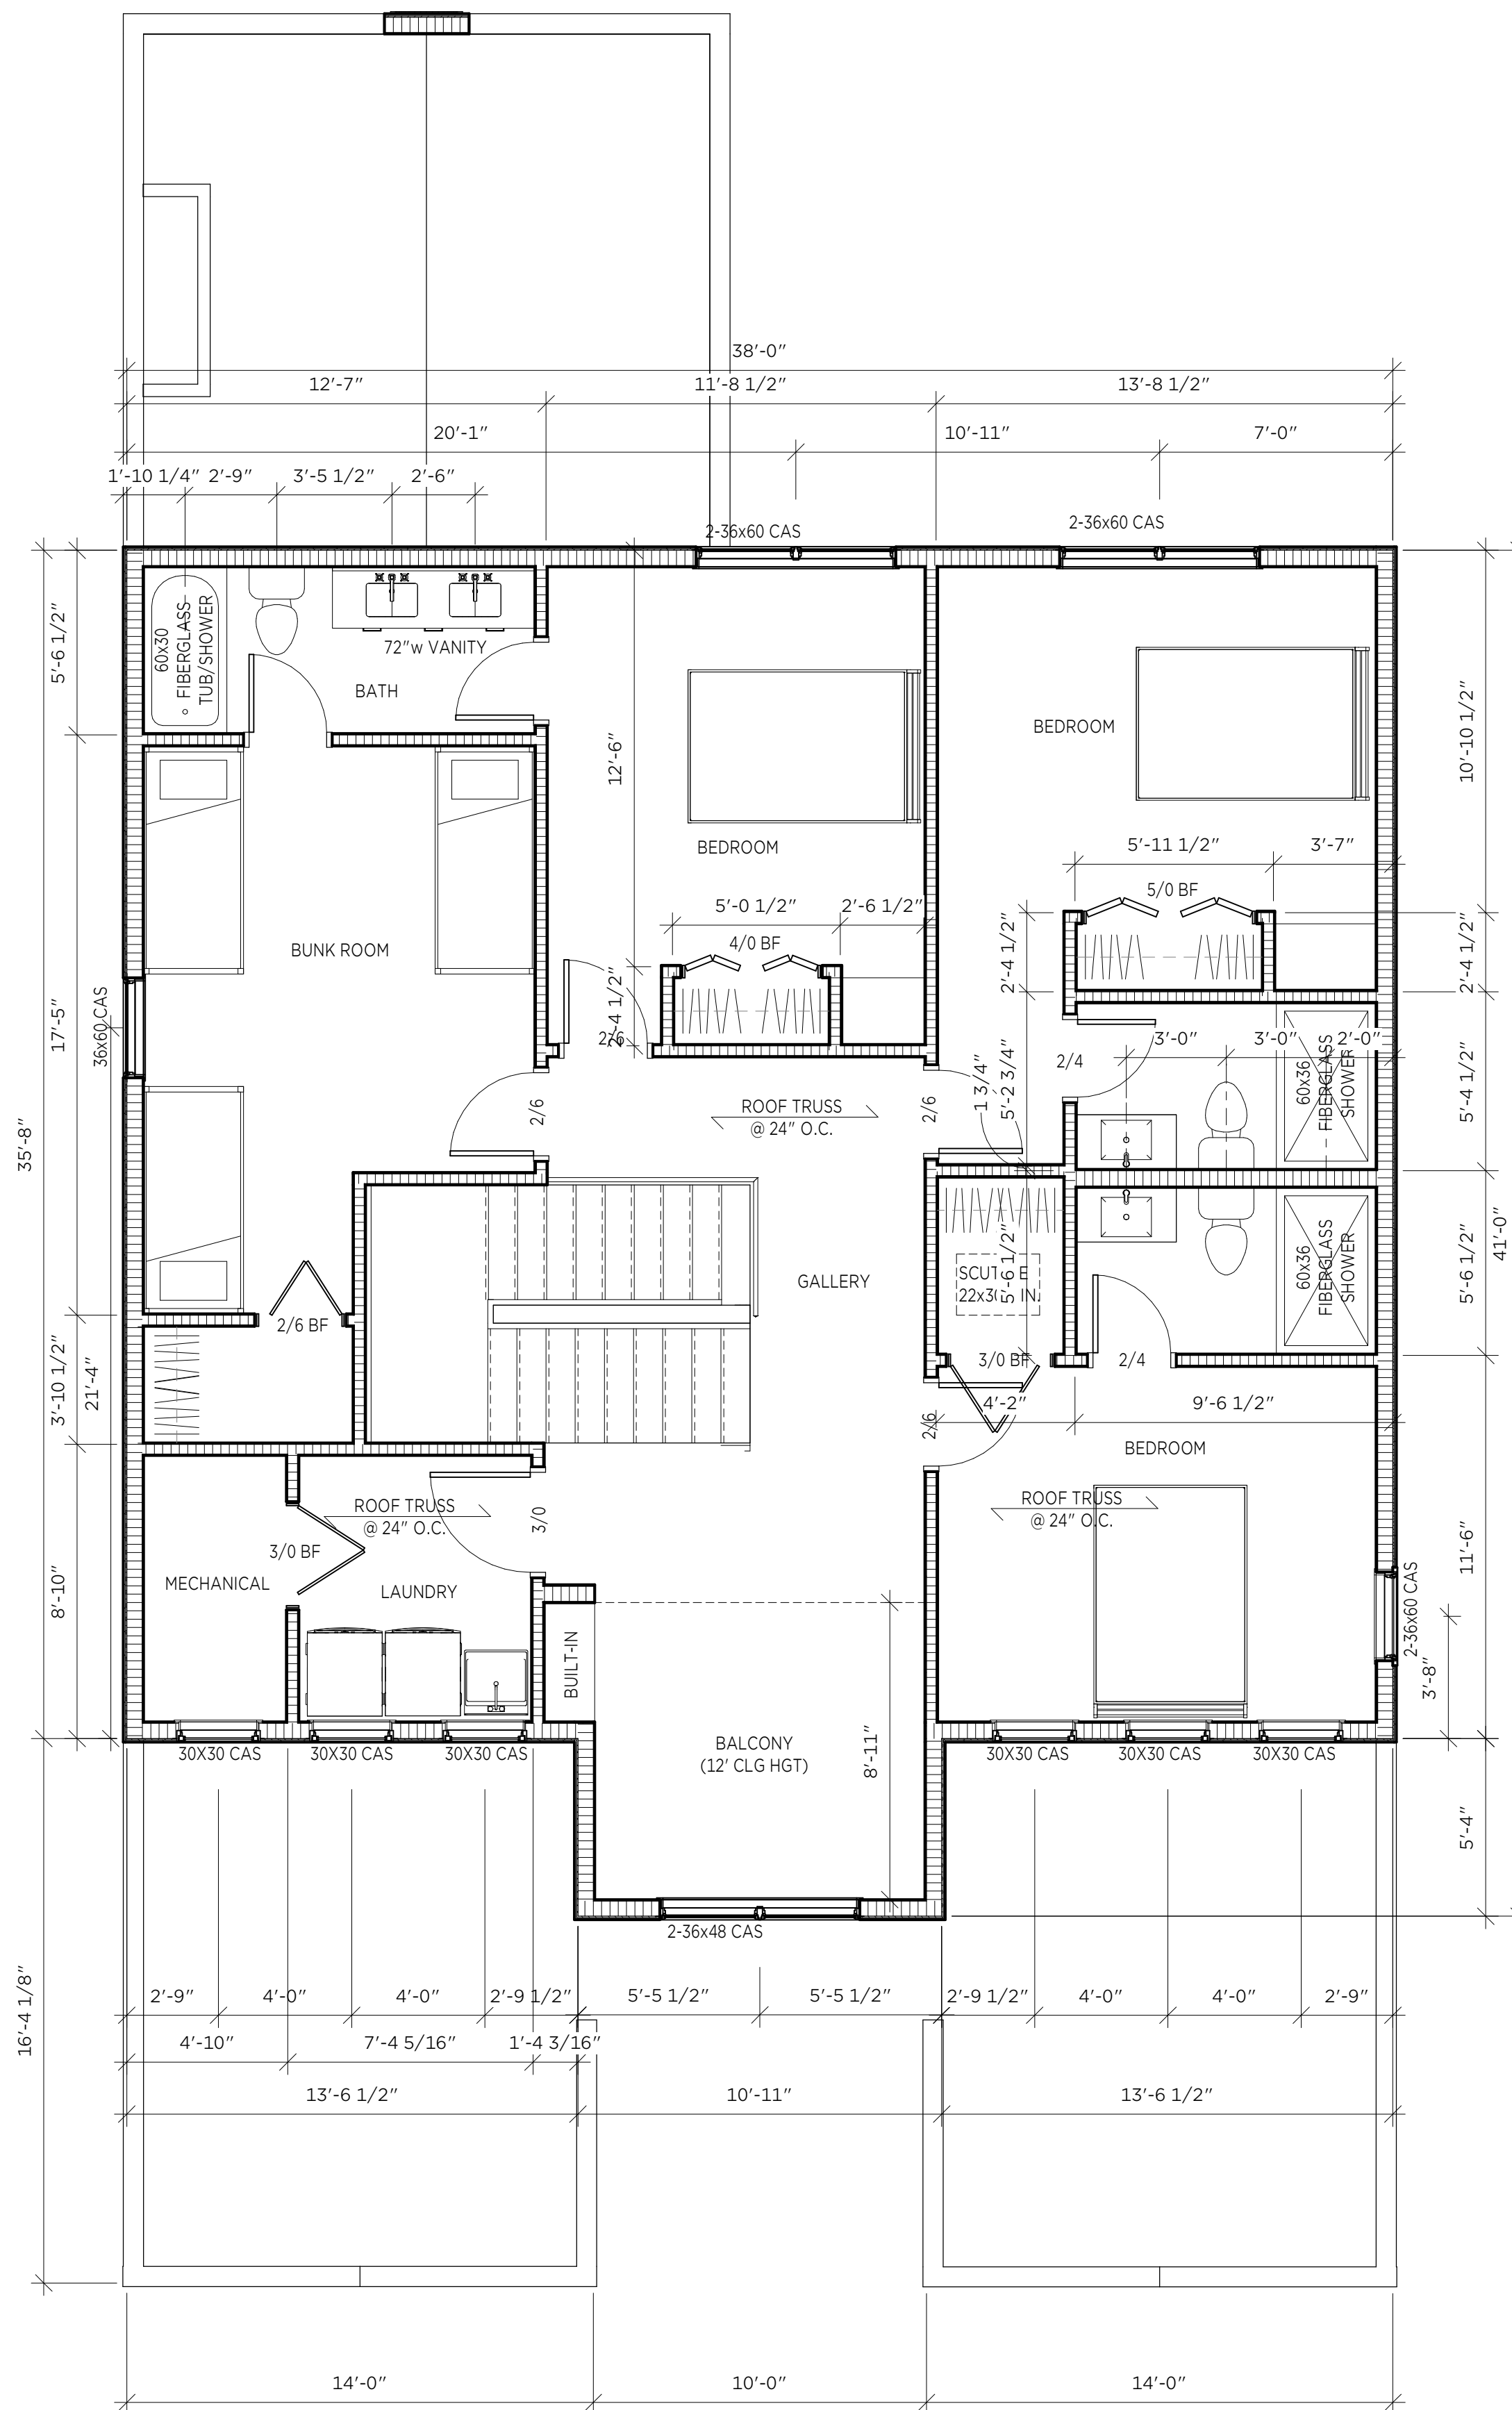 38'-0"
12'-7"
11'-8 1/2"
13'-8 1/2"
20'-1"
10'-11"
7'-0"
1'-10 1/4"
2'-9"
3'-5 1/2"
2'-6"
2-36x60 CAS
2-36x60 CAS
5'-6 1/2"
60x30
FIBERGLASS
TUB/SHOWER
72"w VANITY
BATH
12'-6"
BEDROOM
BEDROOM
10'-10 1/2"
5'-11 1/2"
3'-7"
5/0 BF
5'-0 1/2"
2'-6 1/2"
4/0 BF
BUNK ROOM
2'-4 1/2"
2'-4 1/2"
2'-4 1/2"
36x60 CAS
17'-5"
2/6
3'-0"
3'-0"
2'-0"
2/4
60x36
FIBERGLASS
SHOWER
5'-4 1/2"
1 3/4"
5'-2 3/4"
2/6
ROOF TRUSS
@ 24" O.C.
2/6
35'-8"
41'-0"
GALLERY
22x30 IN.
5'-6 1/2"
60x36
FIBERGLASS
SHOWER
5'-6 1/2"
2/6 BF
3/0 BF
2/4
3'-10 1/2"
21'-4"
4'-2"
9'-6 1/2"
2/6
BEDROOM
ROOF TRUSS
@ 24" O.C.
3/0
ROOF TRUSS
@ 24" O.C.
3/0 BF
MECHANICAL
LAUNDRY
8'-10"
11'-6"
2-36x60 CAS
3'-8"
BUILT-IN
BALCONY
(12' CLG HGT)
8'-11"
30X30 CAS
30X30 CAS
30X30 CAS
30X30 CAS
30X30 CAS
30X30 CAS
5'-4"
2-36x48 CAS
16'-4 1/8"
2'-9"
4'-0"
4'-0"
2'-9 1/2"
5'-5 1/2"
5'-5 1/2"
2'-9 1/2"
4'-0"
4'-0"
2'-9"
4'-10"
7'-4 5/16"
1'-4 3/16"
13'-6 1/2"
10'-11"
13'-6 1/2"
14'-0"
10'-0"
14'-0"